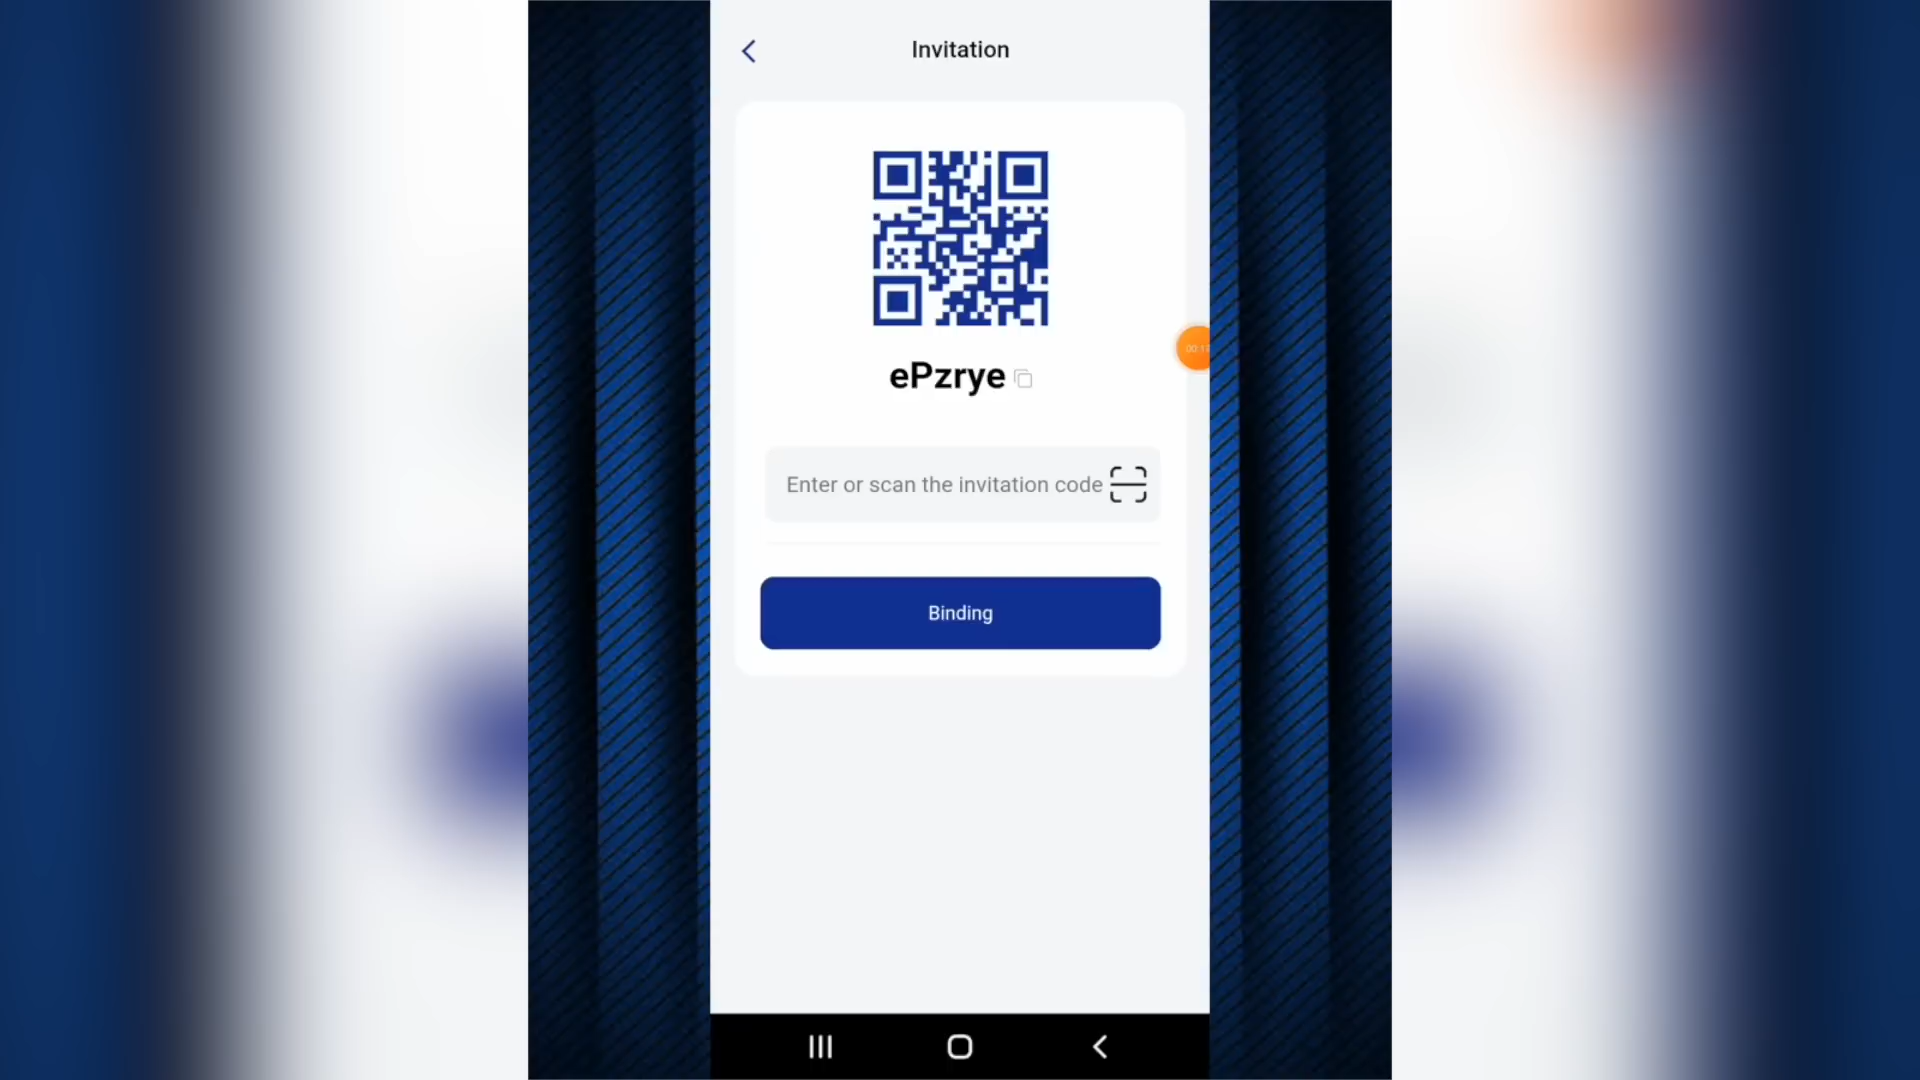 Invitation
ePzrye
Enter or scan the invitation code
Binding